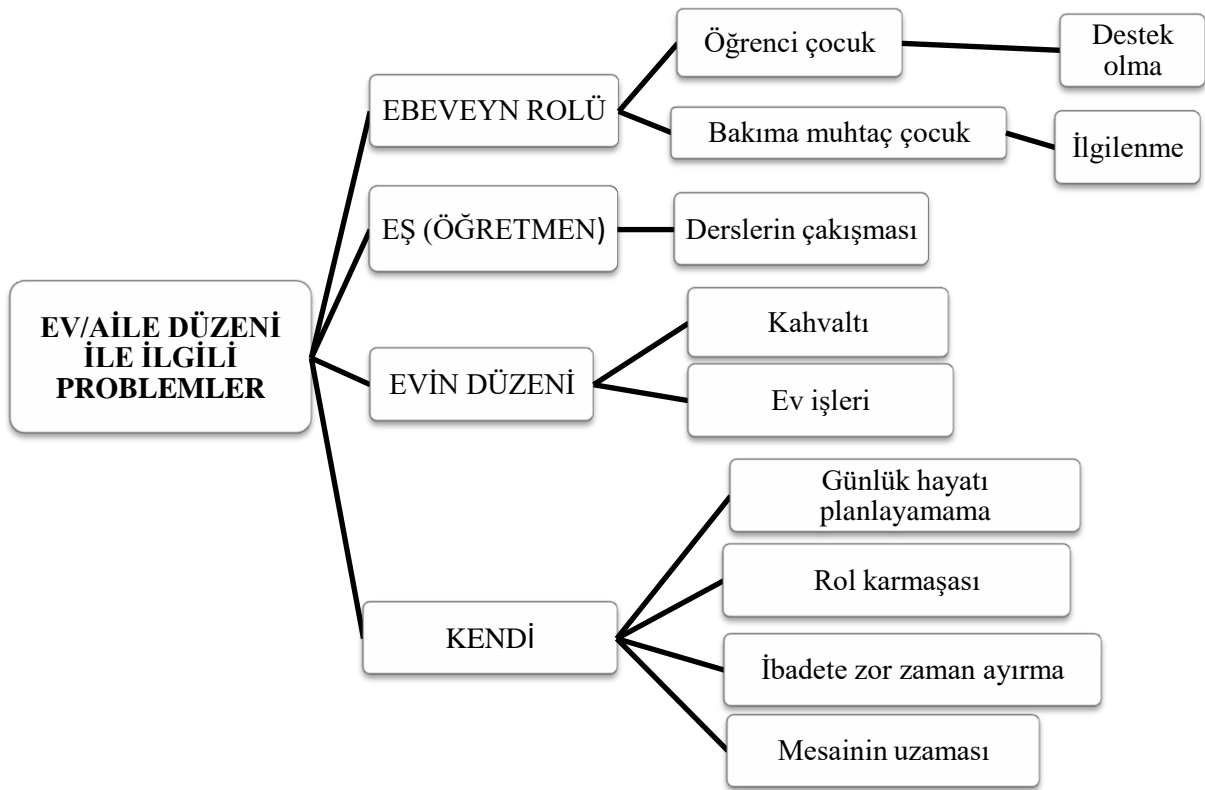 EV/AİLE DÜZENİ
İLE İLGİLİ
PROBLEMLER
EBEVEYN ROLÜ
Öğrenci çocuk
Destek
olma
Bakıma muhtaç çocuk
İlgilenme
EŞ (ÖĞRETMEN)
Derslerin çakışması
EVİN DÜZENİ
Kahvaltı
Ev işleri
KENDİ
Günlük hayatı
planlayamama
Rol karmaşası
İbadete zor zaman ayırma
Mesainin uzaması